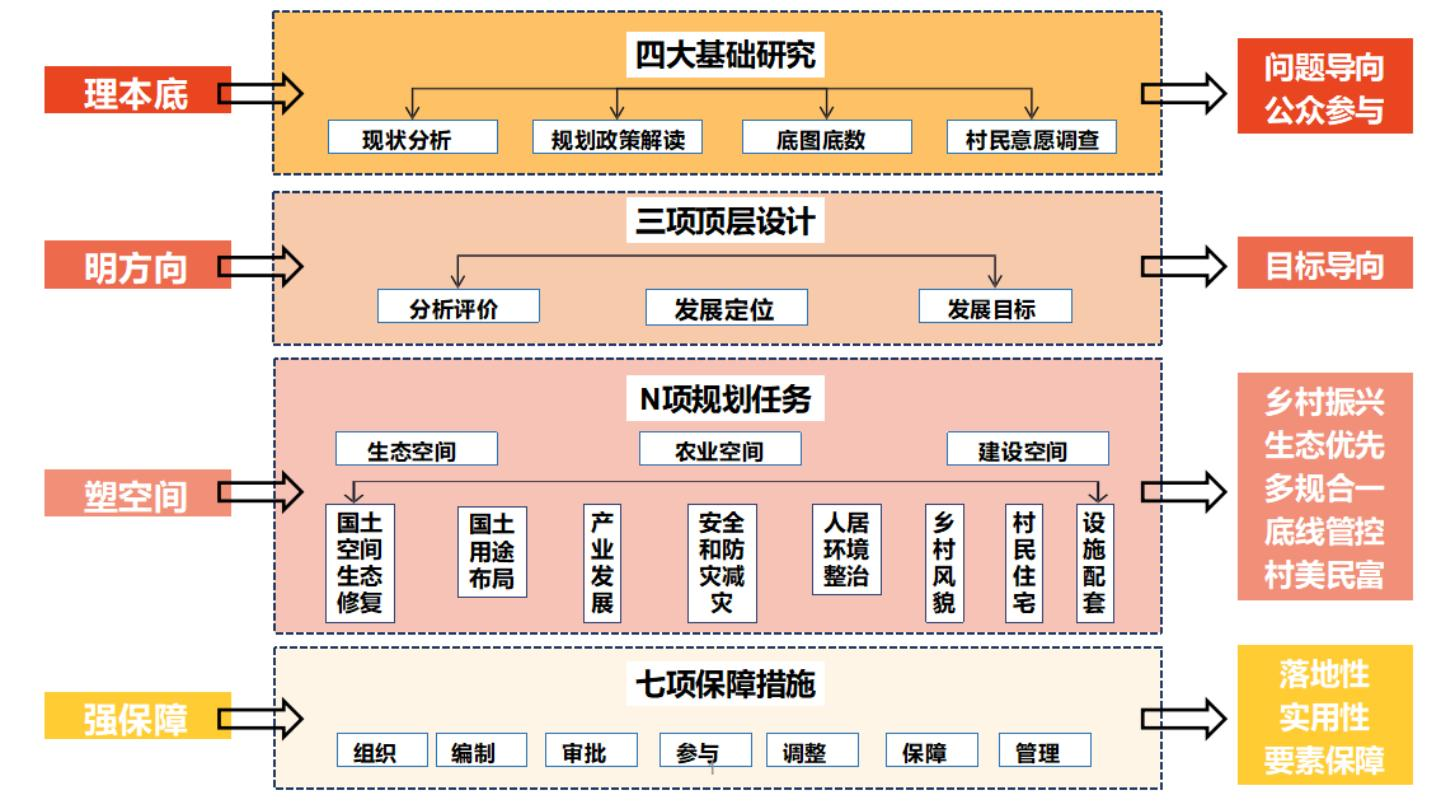 四大基础研究
理本底
问题导向
公众参与
现状分析
规划政策解读
底图底数
村民意愿调查
三项顶层设计
明方向
目标导向
分析评价
发展定位
发展目标
N项规划任务
生态空间
农业空间
建设空间
塑空间
国土
空间
生态
修复
国土
用途
布局
产
业
发
展
安全
和防
灾减
灾
人居
环境
整治
乡
村
风
貌
村
民
住
宅
设
施
配
套
乡村振兴
生态优先
多规合一
底线管控
村美民富
七项保障措施
强保障
组织
编制
审批
参与
调整
保障
管理
落地性
实用性
要素保障